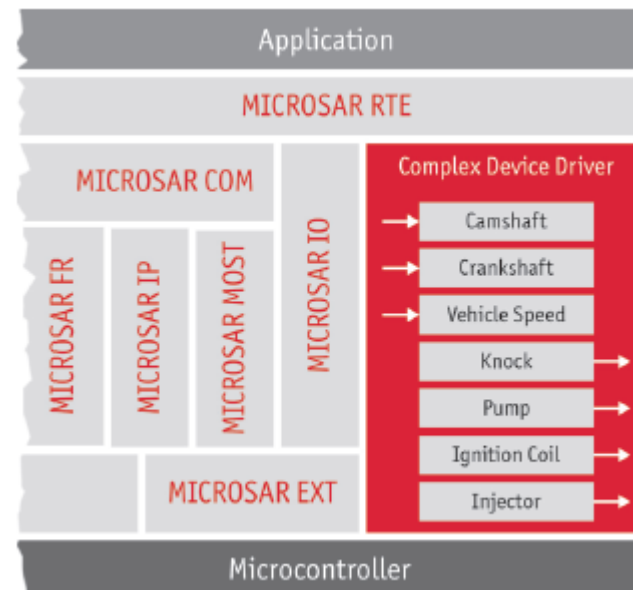 Application
MICROSAR RTE
MICROSAR COM
MICROSAR FR
MICROSAR IP
MICROSAR MOST
MICROSAR IO
MICROSAR EXT
Complex Device Driver
Camshaft
Crankshaft
Vehicle Speed
Knock
Pump
Ignition Coil
Injector
Microcontroller